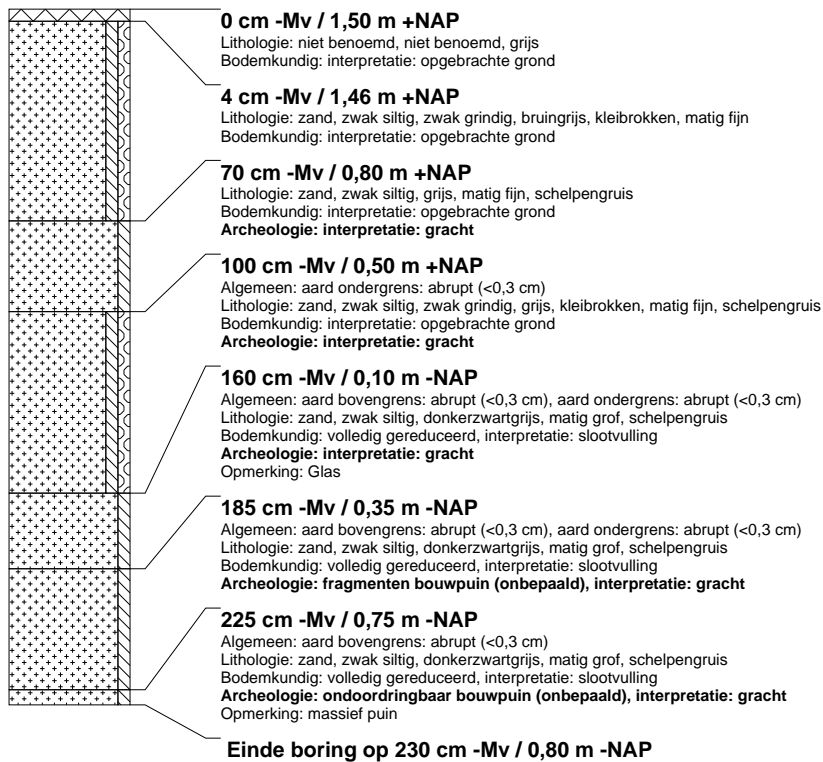 0 cm -Mv / 1,50 m +NAP
Lithologie: niet benoemd, niet benoemd, grijs
Bodemkundig: interpretatie: opgebrachte grond
4 cm -Mv / 1,46 m +NAP
Lithologie: zand, zwak siltig, zwak grindig, bruingrijs, kleibrokken, matig fijn
Bodemkundig: interpretatie: opgebrachte grond
70 cm -Mv / 0,80 m +NAP
Lithologie: zand, zwak siltig, grijs, matig fijn, schelpengruis
Bodemkundig: interpretatie: opgebrachte grond
Archeologie: interpretatie: gracht
100 cm -Mv / 0,50 m +NAP
Algemeen: aard ondergrens: abrupt (<0,3 cm)
Lithologie: zand, zwak siltig, zwak grindig, grijs, kleibrokken, matig fijn, schelpengruis
Bodemkundig: interpretatie: opgebrachte grond
Archeologie: interpretatie: gracht
160 cm -Mv / 0,10 m -NAP
Algemeen: aard bovengrens: abrupt (<0,3 cm), aard ondergrens: abrupt (<0,3 cm)
Lithologie: zand, zwak siltig, donkerzwartgrijs, matig grof, schelpengruis
Bodemkundig: volledig gereduceerd, interpretatie: slootvulling
Archeologie: interpretatie: gracht
Opmerking: Glas
185 cm -Mv / 0,35 m -NAP
Algemeen: aard bovengrens: abrupt (<0,3 cm), aard ondergrens: abrupt (<0,3 cm)
Lithologie: zand, zwak siltig, donkerzwartgrijs, matig grof, schelpengruis
Bodemkundig: volledig gereduceerd, interpretatie: slootvulling
Archeologie: fragmenten bouwpuin (onbepaald), interpretatie: gracht
225 cm -Mv / 0,75 m -NAP
Algemeen: aard bovengrens: abrupt (<0,3 cm)
Lithologie: zand, zwak siltig, donkerzwartgrijs, matig grof, schelpengruis
Bodemkundig: volledig gereduceerd, interpretatie: slootvulling
Archeologie: ondoordringbaar bouwpuin (onbepaald), interpretatie: gracht
Opmerking: massief puin
Einde boring op 230 cm -Mv / 0,80 m -NAP